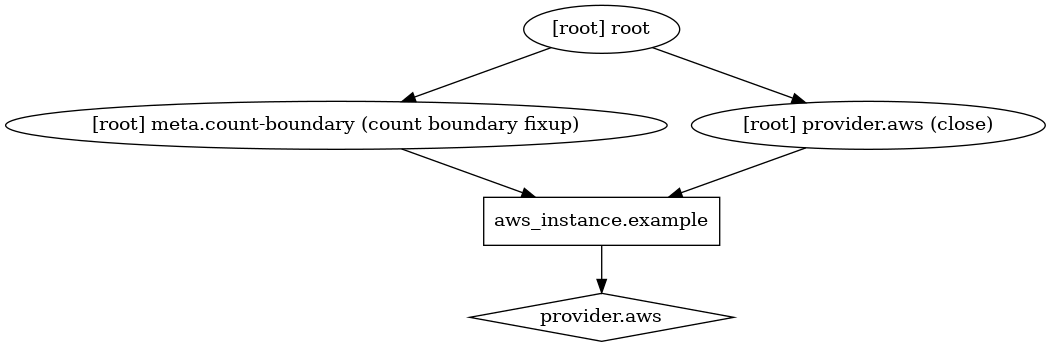 [root] root
[root] meta.count-boundary (count boundary fixup)
[root] provider.aws (close)
aws_instance.example
provider.aws